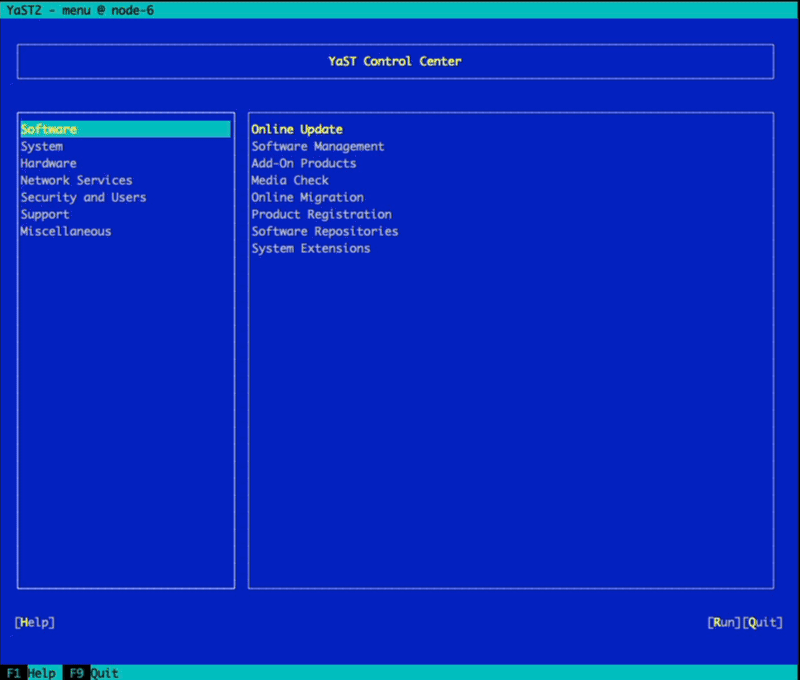 YaST2 - menu @ node-6
YaST Control Center
Software
System
Hardware
Network Services
Security and Users
Support
Miscellaneous
Online Update
Software Management
Add-On Products
Media Check
Online Migration
Product Registration
Software Repositories
System Extensions
[Help] [Run][Quit]
F1 Help F9 Quit